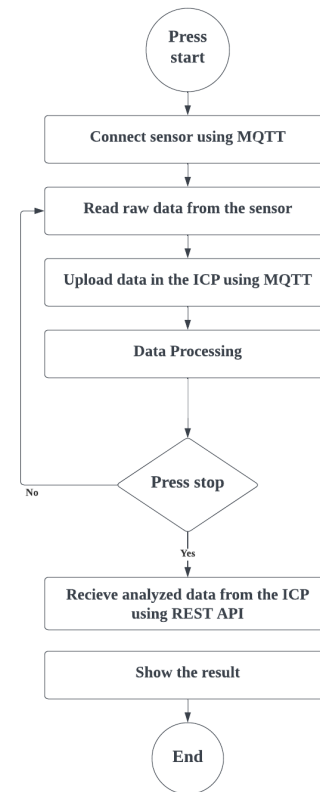 Press
start
Connect sensor using MQTT
Read raw data from the sensor
Upload data in the ICP using MQTT
Data Processing
Press stop
No
Yes
Recieve analyzed data from the ICP
using REST API
Show the result
End